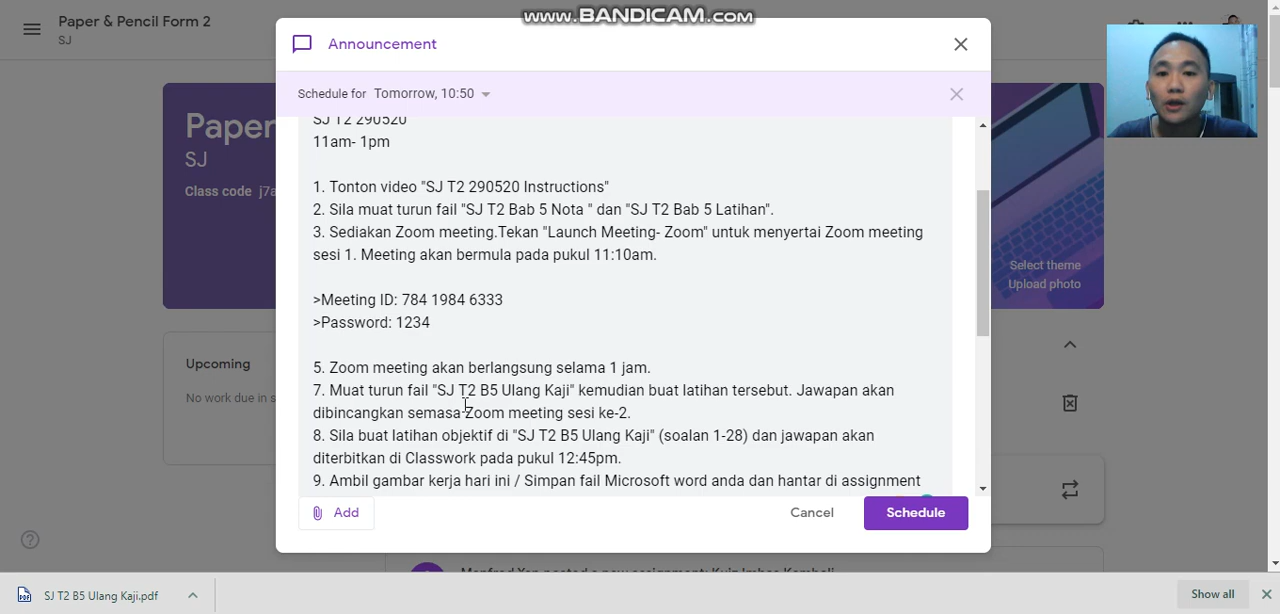 www.BANDICAM.com
Paper & Pencil Form 2
SJ
Announcement
Schedule for Tomorrow, 10:50
Paper
SJ
Class code j7a
SJ T2 290520
11am- 1pm
1. Tonton video "SJ T2 290520 Instructions"
2. Sila muat turun fail "SJ T2 Bab 5 Nota " dan "SJ T2 Bab 5 Latihan".
3. Sediakan Zoom meeting.Tekan "Launch Meeting- Zoom" untuk menyertai Zoom meeting
sesi 1. Meeting akan bermula pada pukul 11:10am.
>Meeting ID: 784 1984 6333
>Password: 1234
5. Zoom meeting akan berlangsung selama 1 jam.
7. Muat turun fail "SJ T2 B5 Ulang Kaji" kemudian buat latihan tersebut. Jawapan akan
dibincangkan semasa Zoom meeting sesi ke-2.
8. Sila buat latihan objektif di "SJ T2 B5 Ulang Kaji" (soalan 1-28) dan jawapan akan
diterbitkan di Classwork pada pukul 12:45pm.
9. Ambil gambar kerja hari ini / Simpan fail Microsoft word anda dan hantar di assignment
Select theme
Upload photo
Upcoming
No work due in s
Add
Cancel
Schedule
SJ T2 B5 Ulang Kaji.pdf
Show all